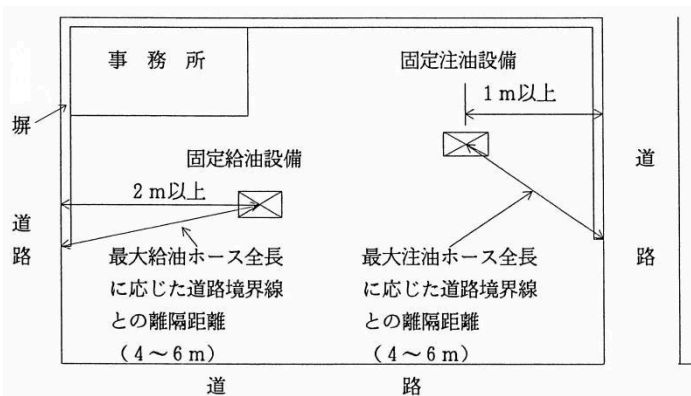 事務所
固定注油設備
1m以上
塀
固定給油設備
2m以上
道路
道路
最大給油ホース全長
に応じた道路境界線
との離隔距離
(4~6m)
最大注油ホース全長
に応じた道路境界線
との離隔距離
(4~6m)
道路